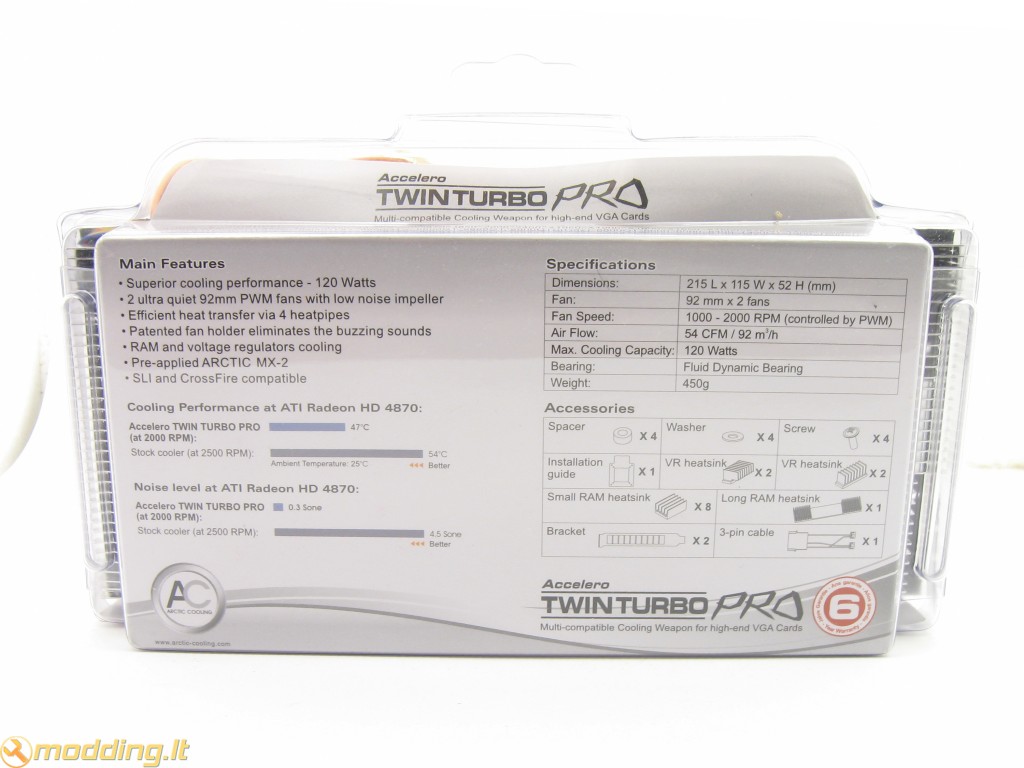 Accelero
TWINTURBO PRO
Multi-compatible Cooling Weapon for high-end VGA Cards
Main Features
• Superior cooling performance - 120 Watts
• 2 ultra quiet 92mm PWM fans with low noise impeller
• Efficient heat transfer via 4 heatpipes
• Patented fan holder eliminates the buzzing sounds
• RAM and voltage regulators cooling
• Pre-applied ARCTIC MX-2
• SLI and CrossFire compatible
Cooling Performance at ATI Radeon HD 4870:
Accelero TWIN TURBO PRO 47°C
(at 2000 RPM):
Stock cooler (at 2500 RPM): 54°C
Ambient Temperature: 25°C <<< Better
Noise level at ATI Radeon HD 4870:
Accelero TWIN TURBO PRO 0.3 Sone
(at 2000 RPM):
Stock cooler (at 2500 RPM): 4.5 Sone
<<< Better
AC
ARCTIC COOLING
www.arctic-cooling.com
Specifications
Dimensions: 215 L x 115 W x 52 H (mm)
Fan: 92 mm x 2 fans
Fan Speed: 1000 - 2000 RPM (controlled by PWM)
Air Flow: 54 CFM / 92 m³/h
Max. Cooling Capacity: 120 Watts
Bearing: Fluid Dynamic Bearing
Weight: 450g
Accessories
Spacer X 4 Washer X 4 Screw X 4
Installation guide X 1 VR heatsink X 2 VR heatsink X 2
Small RAM heatsink X 8 Long RAM heatsink X 1
Bracket X 2 3-pin cable X 1
Accelero
TWINTURBO PRO
Multi-compatible Cooling Weapon for high-end VGA Cards
6
Year Warranty
modding.lt